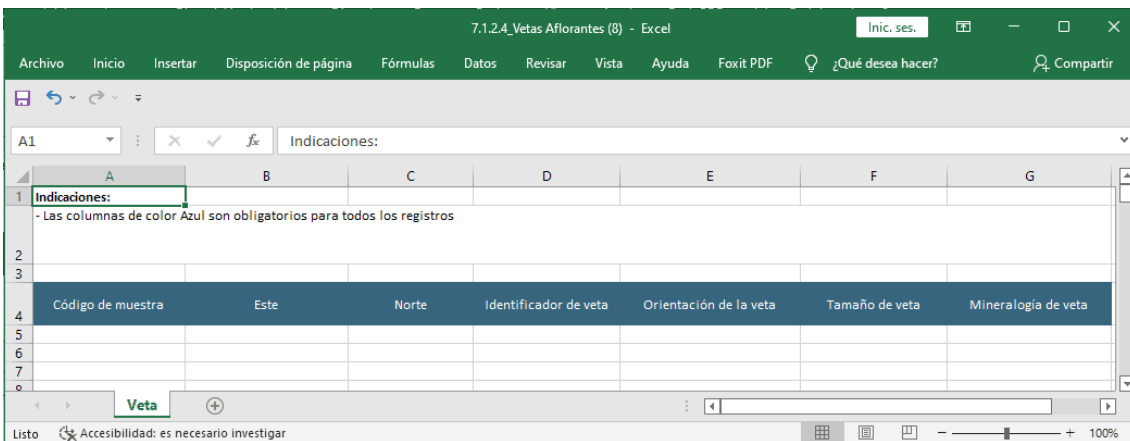 7.1.2.4_Vetas Aflorantes (8) - Excel
Inic. ses.
Archivo Inicio Insertar Disposición de página Fórmulas Datos Revisar Vista Ayuda Foxit PDF ¿Qué desea hacer? Compartir
A1 fx Indicaciones:
A B C D E F G
1 Indicaciones:
- Las columnas de color Azul son obligatorios para todos los registros
2
3
4 Código de muestra Este Norte Identificador de veta Orientación de la veta Tamaño de veta Mineralogía de veta
5
6
7
8
Veta
Listo Accesibilidad: es necesario investigar 100%